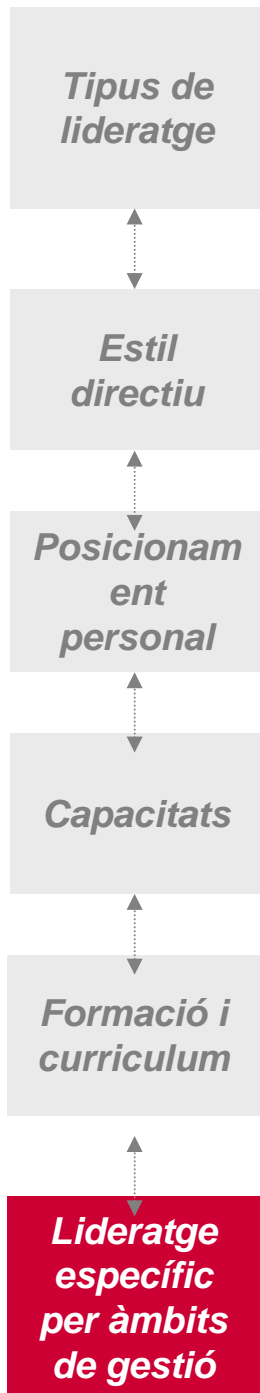 Tipus de
lideratge
Estil
directiu
Posicionam
ent
personal
Capacitats
Formació i
curriculum
Lideratge
específic
per àmbits
de gestió